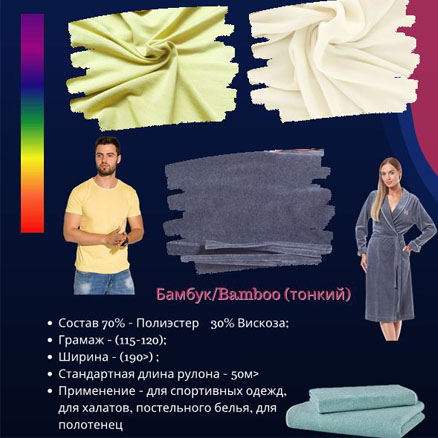 Бамбук/Bamboo (тонкий)
• Состав 70% - Полиэстер 30% Вискоза;
• Грамаж - (115-120);
• Ширина - (190>) ;
• Стандартная длина рулона - 50м>
• Применение - для спортивных одежд,
для халатов, постельного белья, для
полотенец